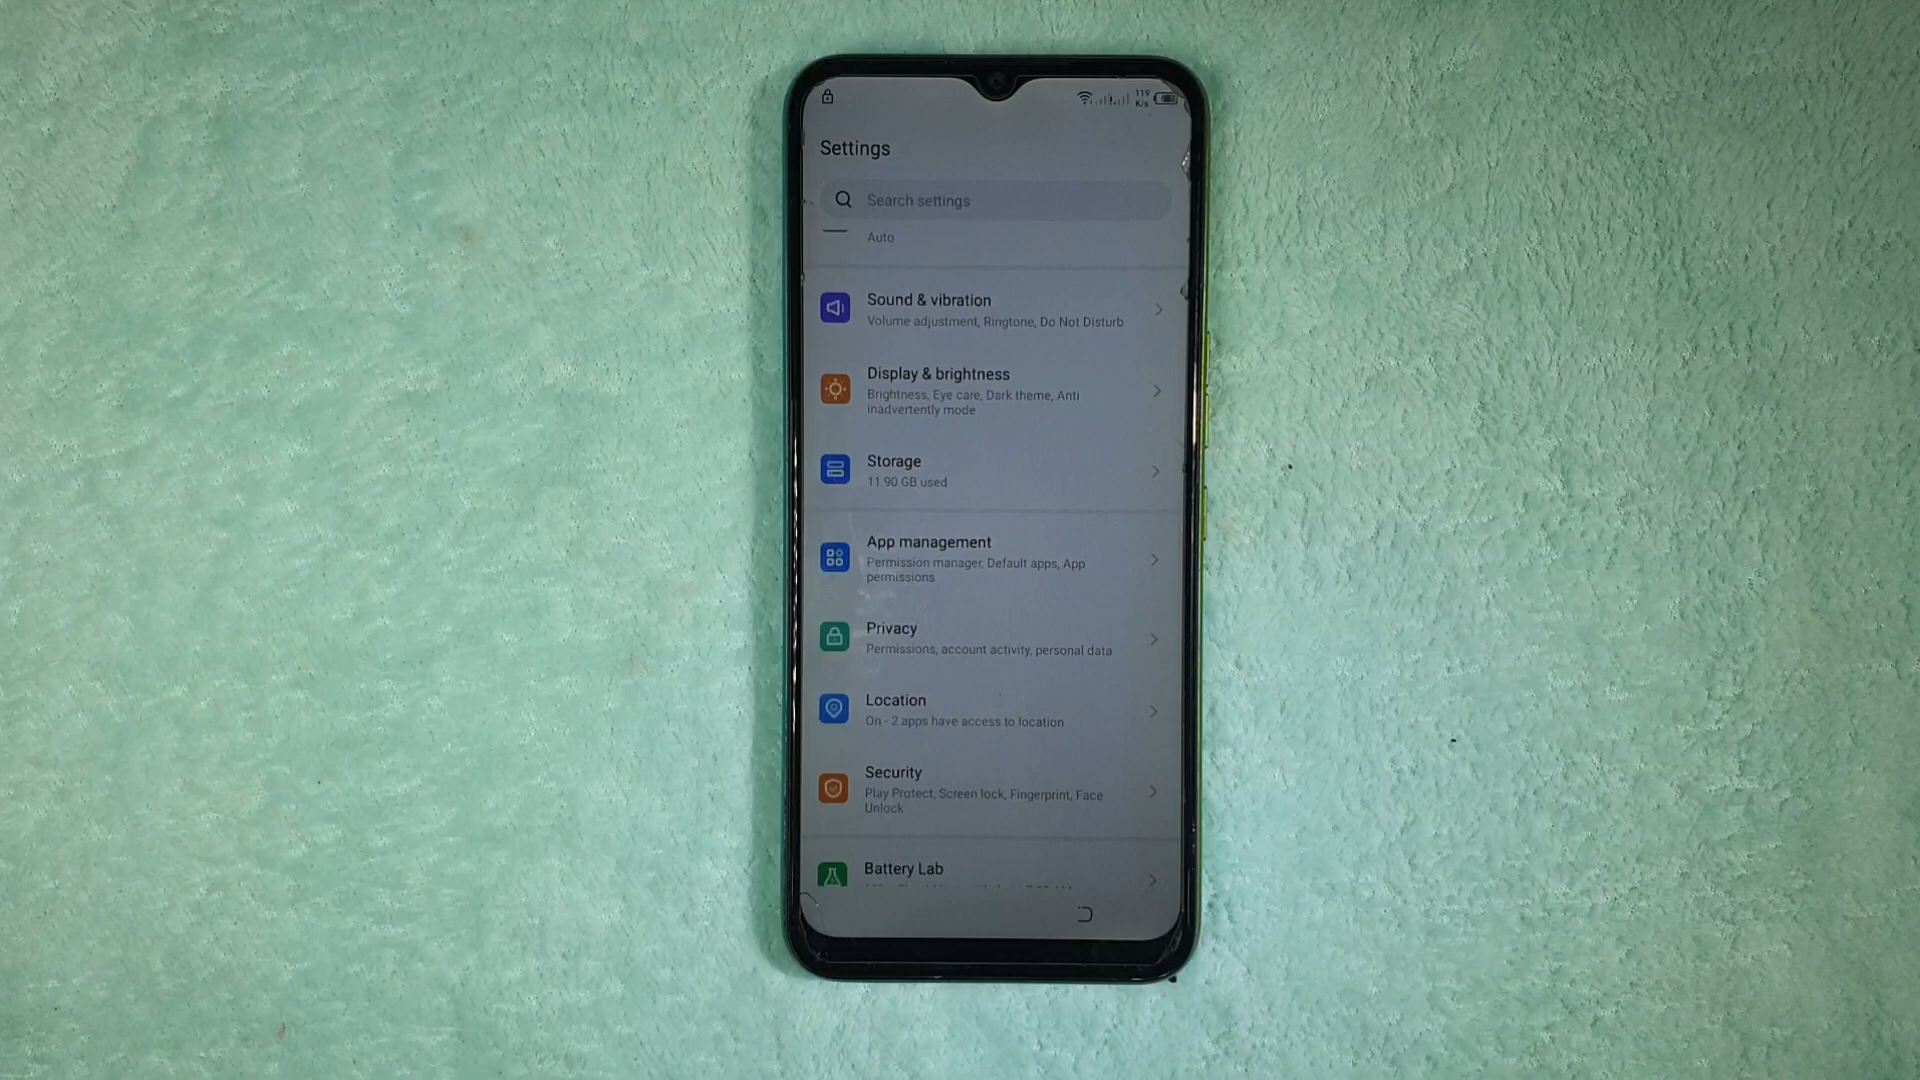 119
K/s
Settings
Search settings
Auto
Sound & vibration
Volume adjustment, Ringtone, Do Not Disturb
Display & brightness
Brightness, Eye care, Dark theme, Anti
inadvertently mode
Storage
11.90 GB used
App management
Permission manager, Default apps, App
permissions
Privacy
Permissions, account activity, personal data
Location
On - 2 apps have access to location
Security
Play Protect, Screen lock, Fingerprint, Face
Unlock
Battery Lab